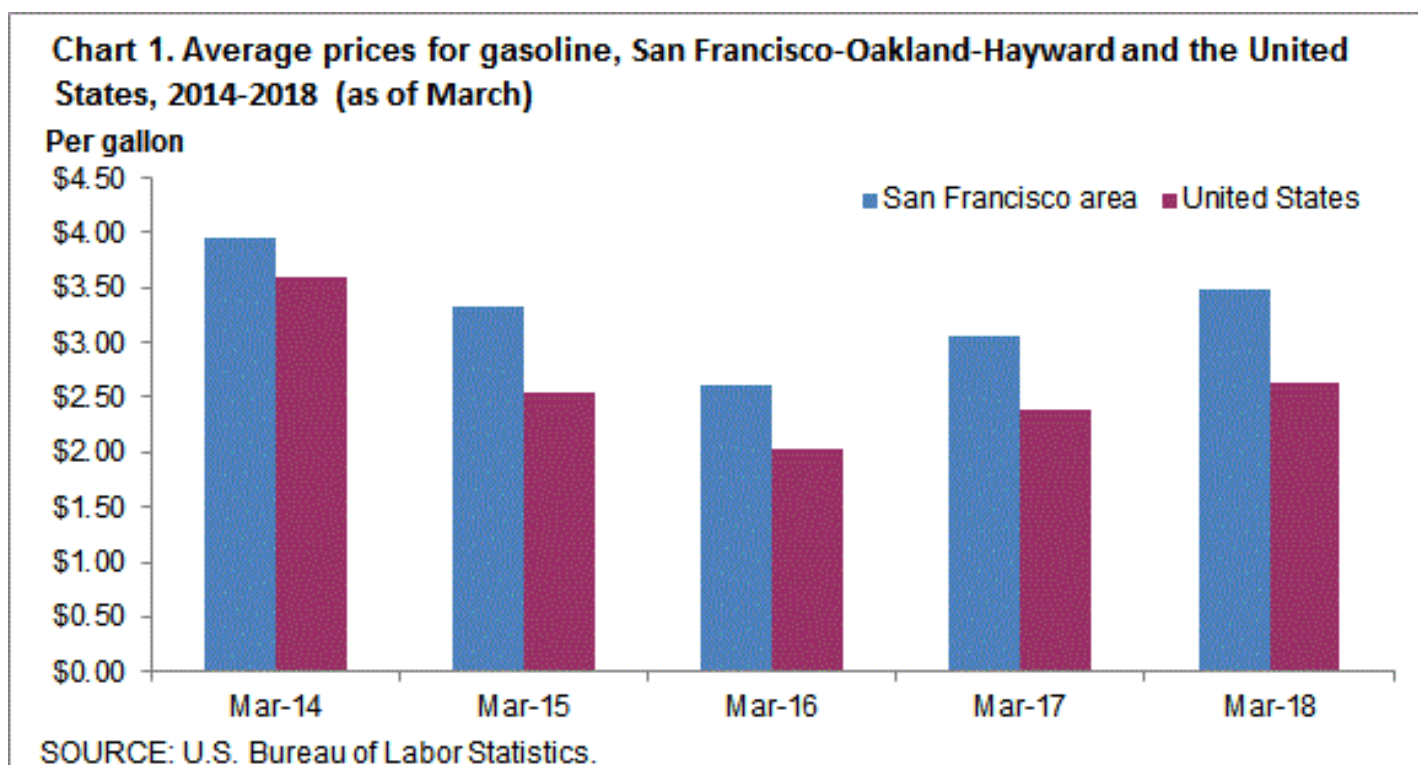 Chart 1. Average prices for gasoline, San Francisco-Oakland-Hayward and the United
States, 2014-2018 (as of March)
Per gallon
$4.50
San Francisco area
United States
$4.00
$3.50
$3.00
$2.50
$2.00
$1.50
$1.00
$0.50
$0.00
Mar-14
Mar-15
Mar-16
Mar-17
Mar-18
SOURCE: U.S. Bureau of Labor Statistics.